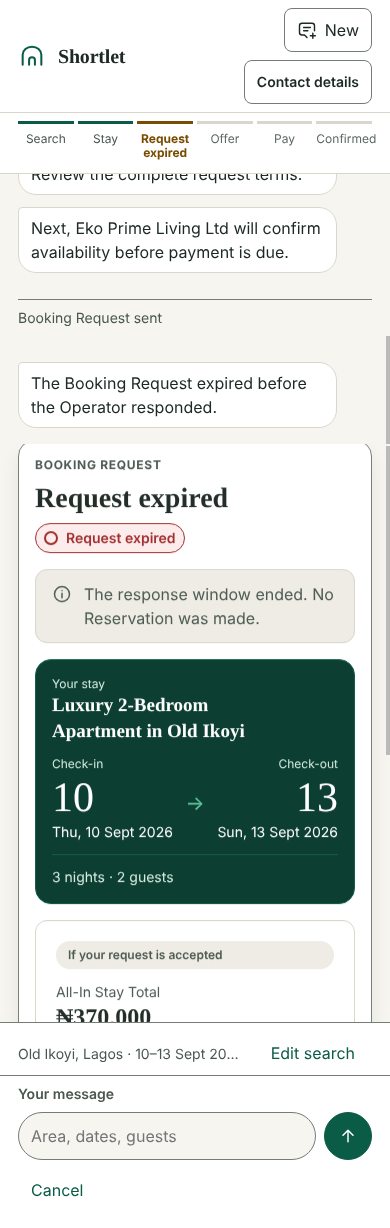 Shortlet
New
Contact details
Search
Stay
Request
expired
Offer
Pay
Confirmed
Review the complete request terms.
Next, Eko Prime Living Ltd will confirm
availability before payment is due.
Booking Request sent
The Booking Request expired before
the Operator responded.
BOOKING REQUEST
Request expired
Request expired
The response window ended. No
Reservation was made.
Your stay
Luxury 2-Bedroom
Apartment in Old Ikoyi
Check-in
Check-out
10
→
13
Thu, 10 Sept 2026
Sun, 13 Sept 2026
3 nights · 2 guests
If your request is accepted
All-In Stay Total
₦370,000
Old Ikoyi, Lagos · 10–13 Sept 20...
Edit search
Your message
Area, dates, guests
Cancel